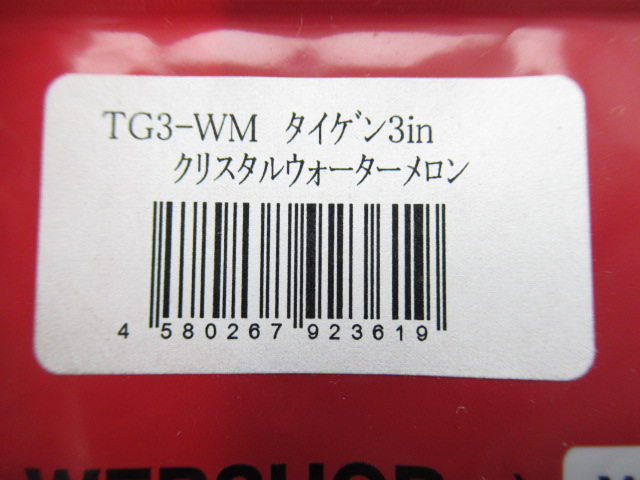 TG3-WM ﾀｲｹﾞﾝ3in
ｸﾘｽﾀﾙｳｫｰﾀｰﾒﾛﾝ
4 580267 923619
WEBSHOP